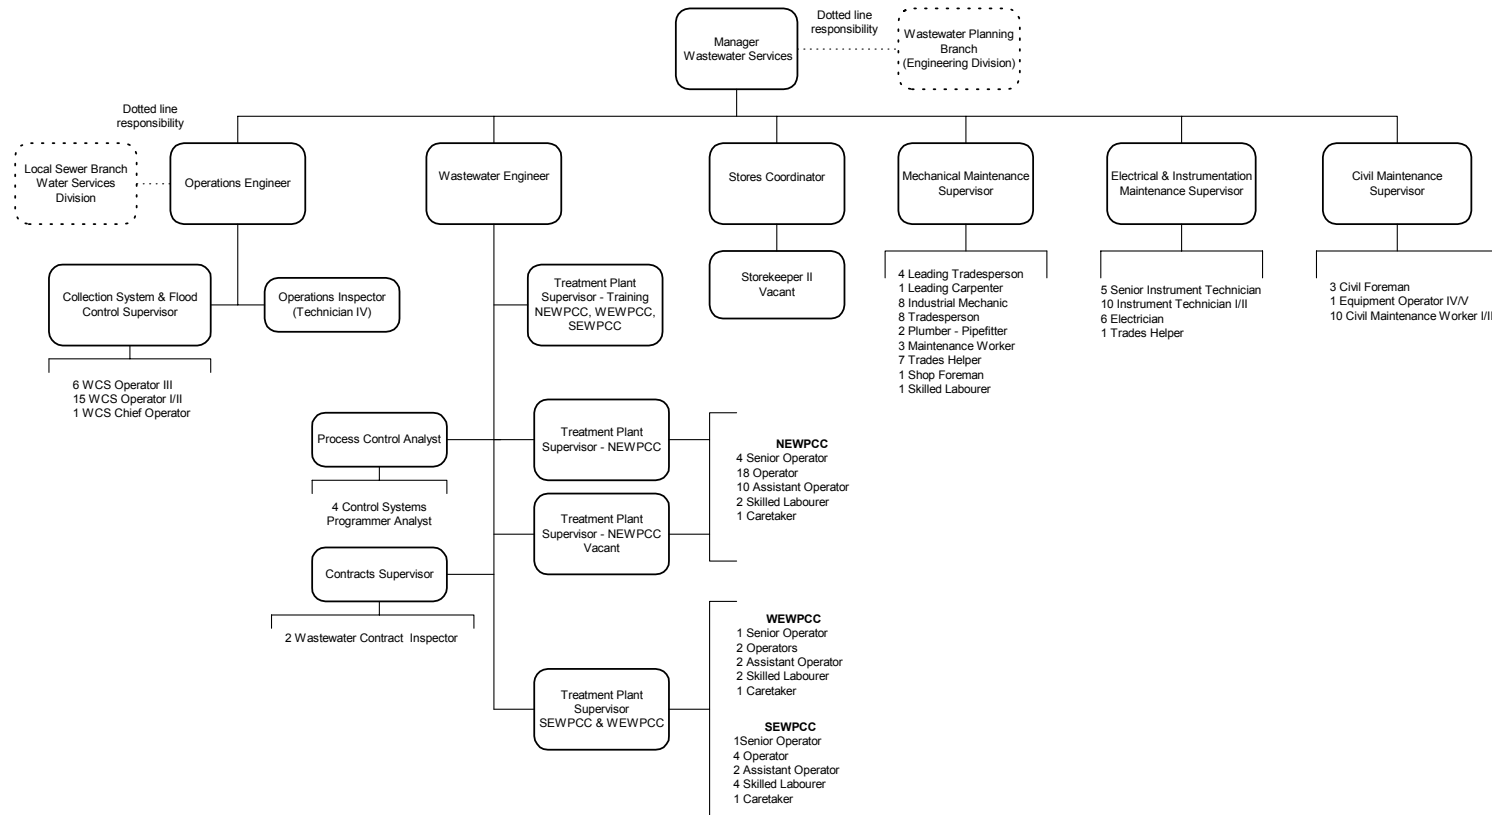 Dotted line
responsibility
Manager
Wastewater Services
Wastewater Planning
Branch
(Engineering Division)
Dotted line
responsibility
Local Sewer Branch
Water Services
Division
Operations Engineer
Wastewater Engineer
Stores Coordinator
Mechanical Maintenance
Supervisor
Electrical & Instrumentation
Maintenance Supervisor
Civil Maintenance
Supervisor
Collection System & Flood
Control Supervisor
Operations Inspector
(Technician IV)
6 WCS Operator III
15 WCS Operator I/II
1 WCS Chief Operator
Treatment Plant
Supervisor - Training
NEWPCC, WEWPCC,
SEWPCC
Storekeeper II
Vacant
4 Leading Tradesperson
1 Leading Carpenter
8 Industrial Mechanic
8 Tradesperson
2 Plumber - Pipefitter
3 Maintenance Worker
7 Trades Helper
1 Shop Foreman
1 Skilled Labourer
5 Senior Instrument Technician
10 Instrument Technician I/II
6 Electrician
1 Trades Helper
3 Civil Foreman
1 Equipment Operator IV/V
10 Civil Maintenance Worker I/II
Process Control Analyst
4 Control Systems
Programmer Analyst
Treatment Plant
Supervisor - NEWPCC
Treatment Plant
Supervisor - NEWPCC
Vacant
NEWPCC
4 Senior Operator
18 Operator
10 Assistant Operator
2 Skilled Labourer
1 Caretaker
Contracts Supervisor
2 Wastewater Contract  Inspector
Treatment Plant
Supervisor
SEWPCC & WEWPCC
WEWPCC
1 Senior Operator
2 Operators
2 Assistant Operator
2 Skilled Labourer
1 Caretaker
SEWPCC
1Senior Operator
4 Operator
2 Assistant Operator
4 Skilled Labourer
1 Caretaker